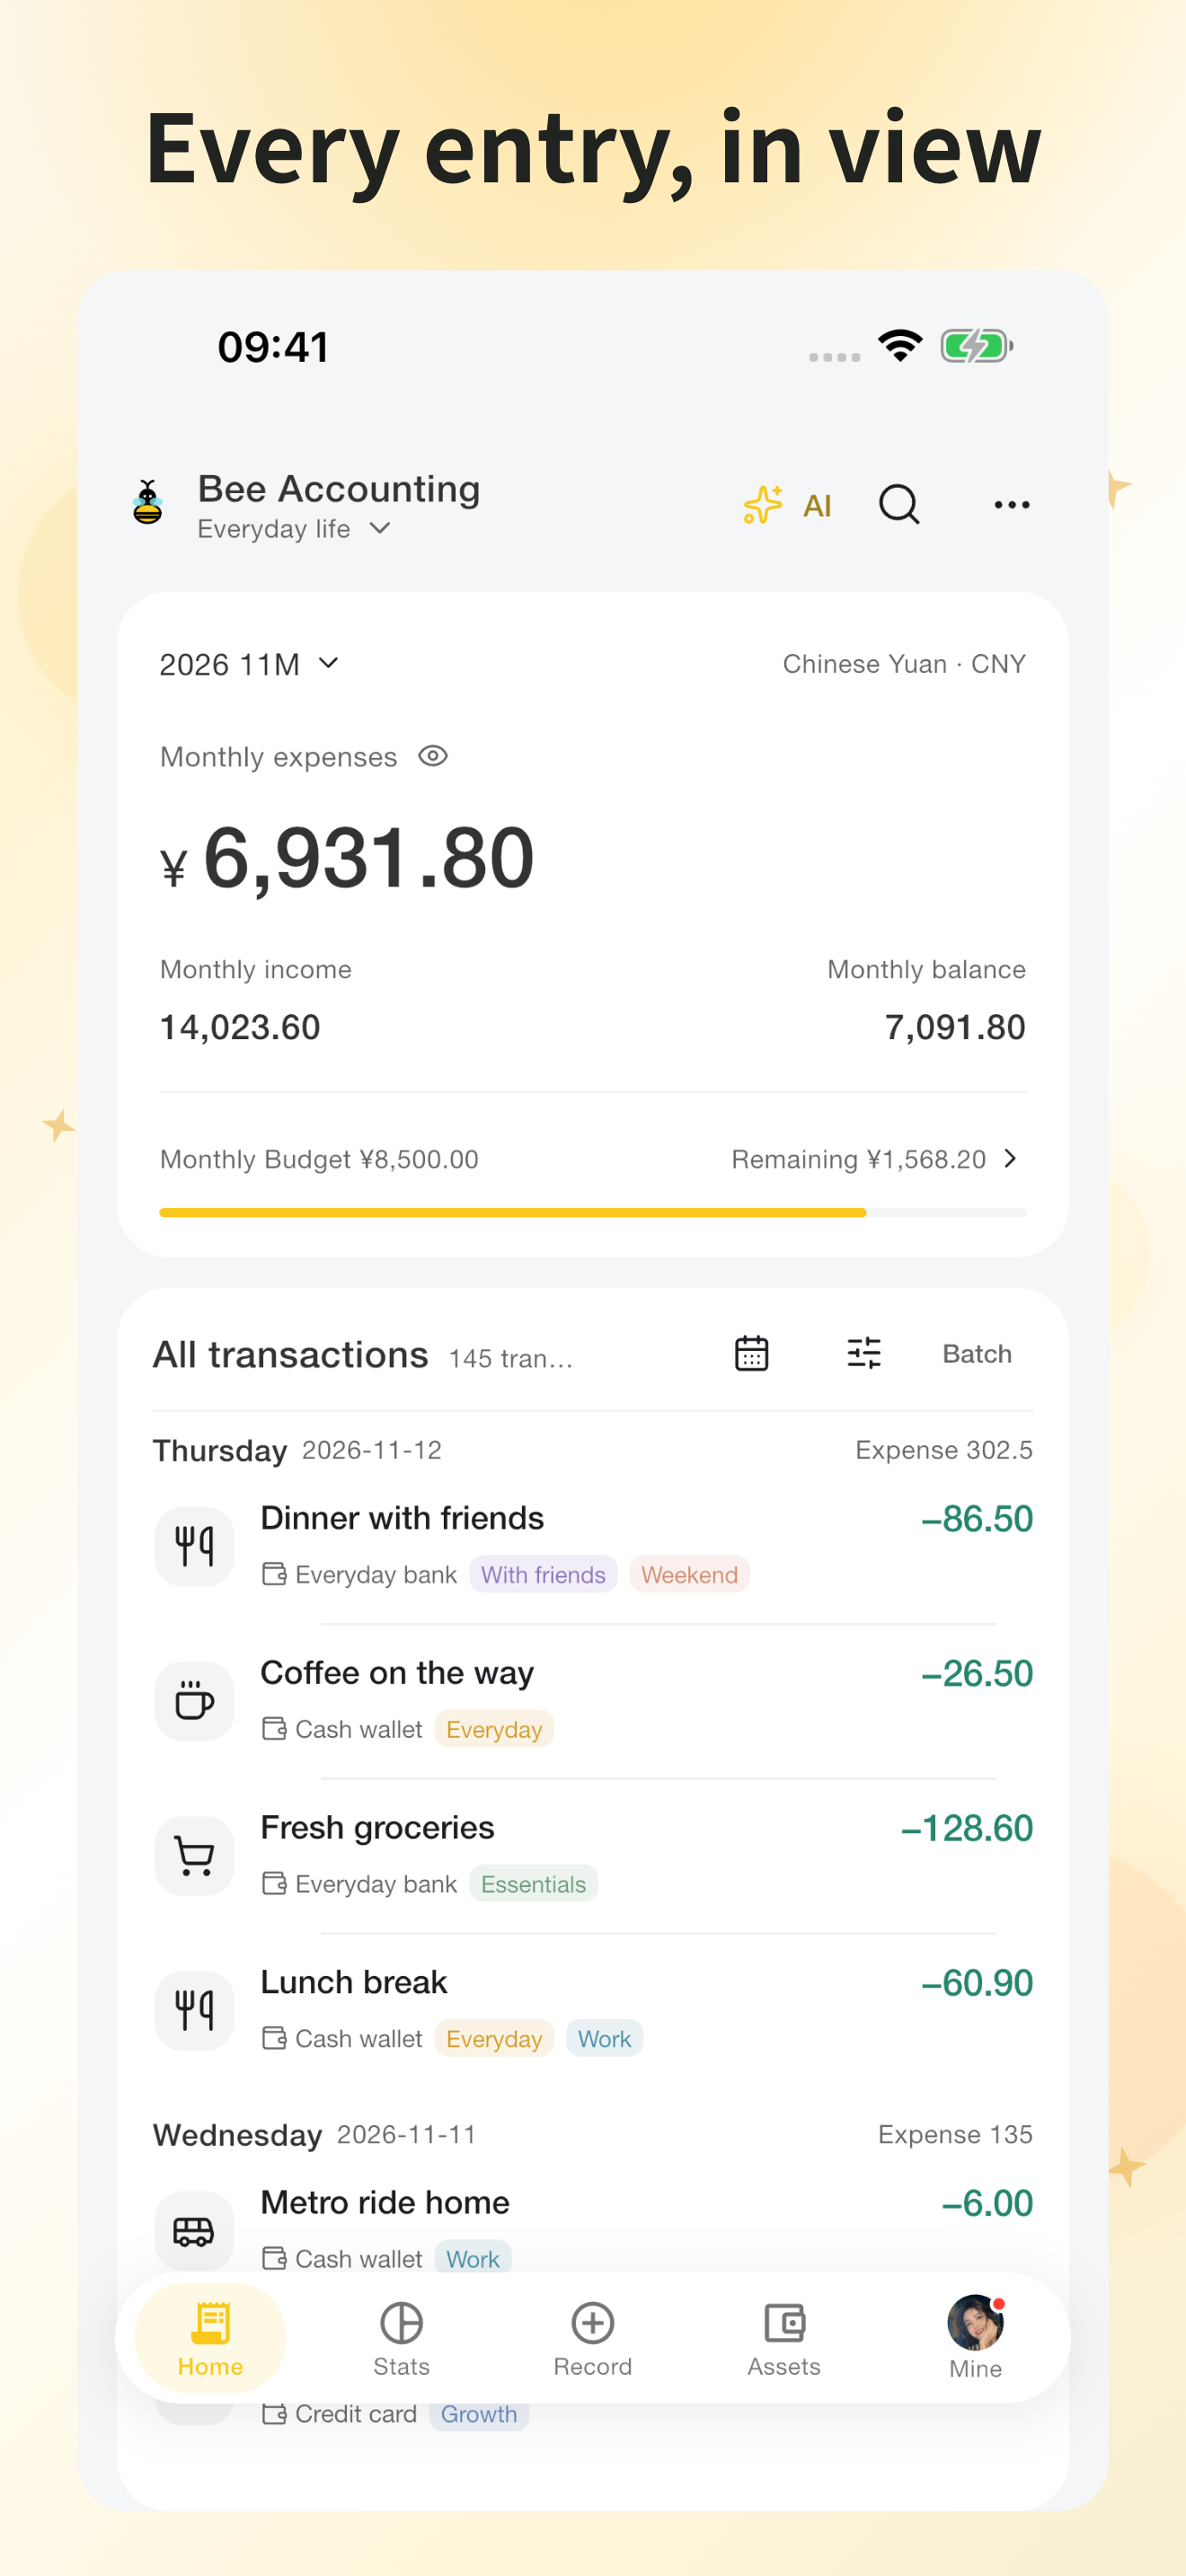 Every entry, in view
09:41
Bee Accounting
Everyday life
AI
2026 11M
Chinese Yuan · CNY
Monthly expenses
¥ 6,931.80
Monthly income
Monthly balance
14,023.60
7,091.80
Monthly Budget ¥8,500.00
Remaining ¥1,568.20
All transactions 145 tran...
Batch
Thursday 2026-11-12
Expense 302.5
Dinner with friends
−86.50
Everyday bank With friends Weekend
Coffee on the way
−26.50
Cash wallet Everyday
Fresh groceries
−128.60
Everyday bank Essentials
Lunch break
−60.90
Cash wallet Everyday Work
Wednesday 2026-11-11
Expense 135
Metro ride home
−6.00
Cash wallet Work
Home
Stats
Record
Assets
Mine
Credit card Growth